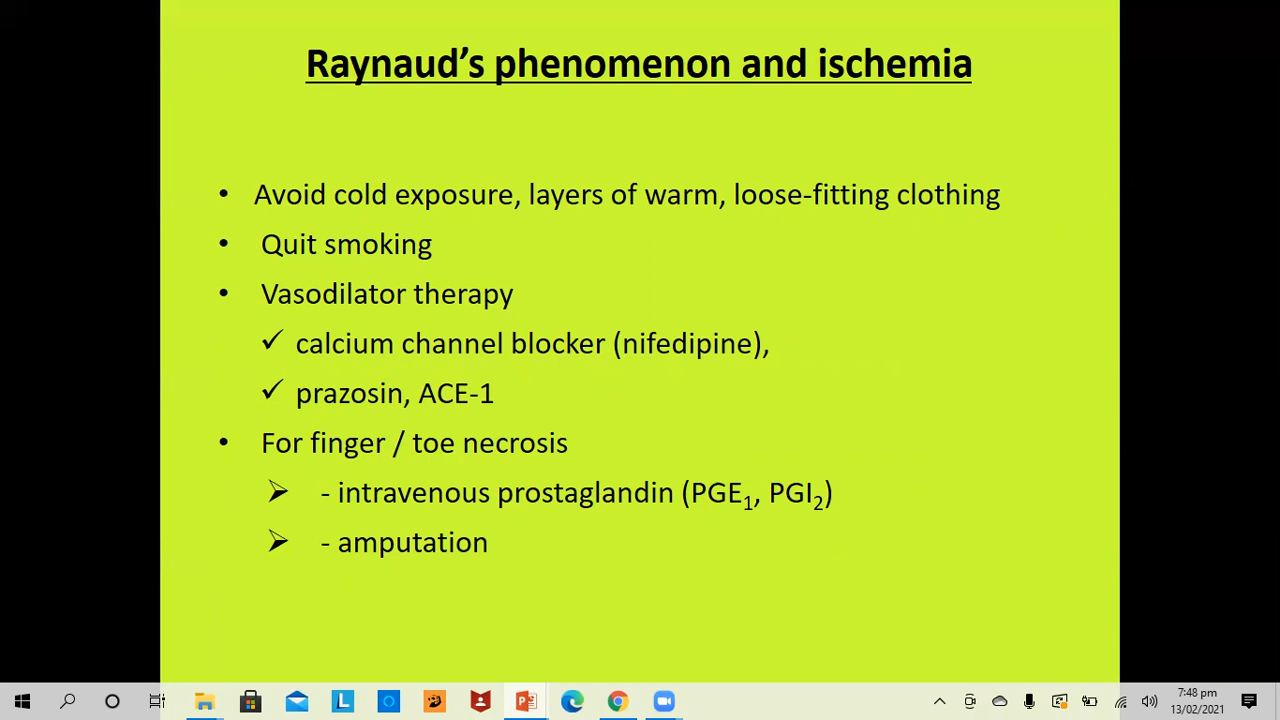 Raynaud's phenomenon and ischemia
• Avoid cold exposure, layers of warm, loose-fitting clothing
• Quit smoking
• Vasodilator therapy
✓ calcium channel blocker (nifedipine),
✓ prazosin, ACE-1
• For finger / toe necrosis
➢ - intravenous prostaglandin (PGE₁, PGI₂)
➢ - amputation
7:48 pm
13/02/2021